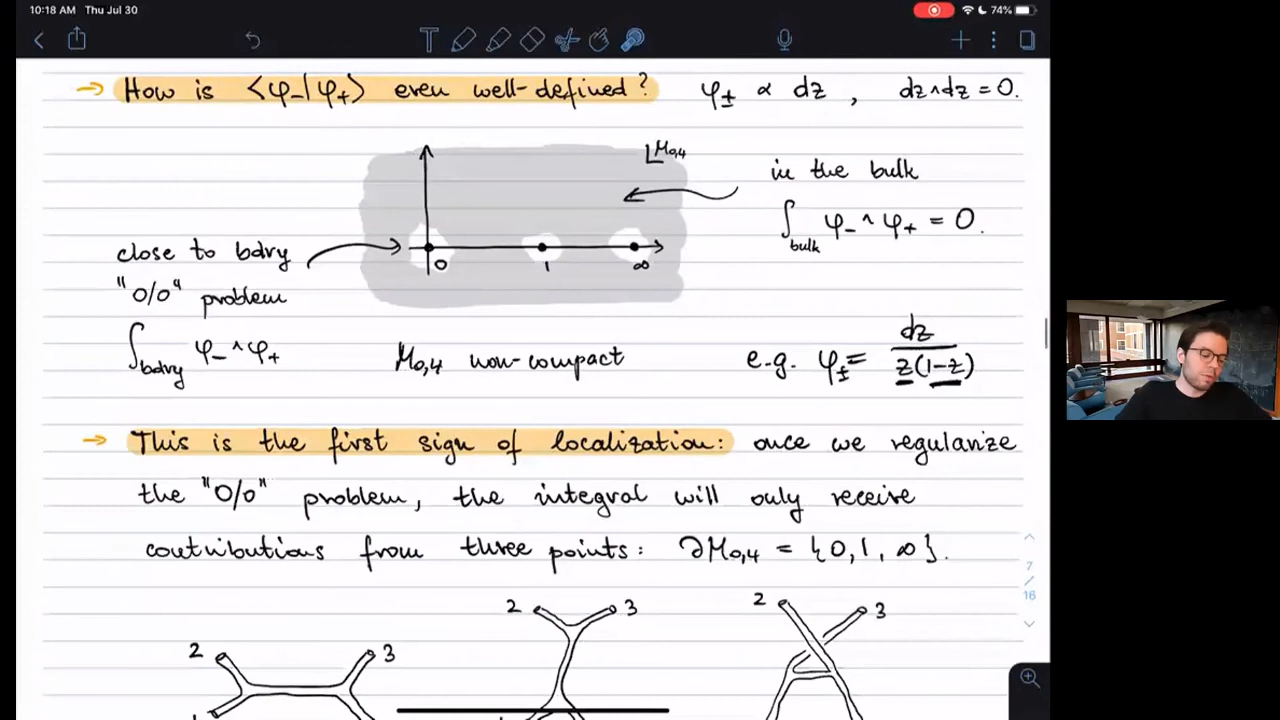 10:18 AM Thu Jul 30
74%
→ How is ⟨φ₋|φ₊⟩ even well-defined? φ± ∝ dz, dz∧dz = 0.
M₀,₄
in the bulk
∫bulk φ₋ ∧ φ₊ = 0.
close to bdry
"0/0" problem
0 1 ∞
∫bdry φ₋ ∧ φ₊
M₀,₄ non-compact
e.g. φ± = dz / z(1-z)
→ This is the first sign of localization: once we regularize
the "0/0" problem, the integral will only receive
contributions from three points: ∂M₀,₄ = {0, 1, ∞}.
7 / 16
2 3
2 3
2 3